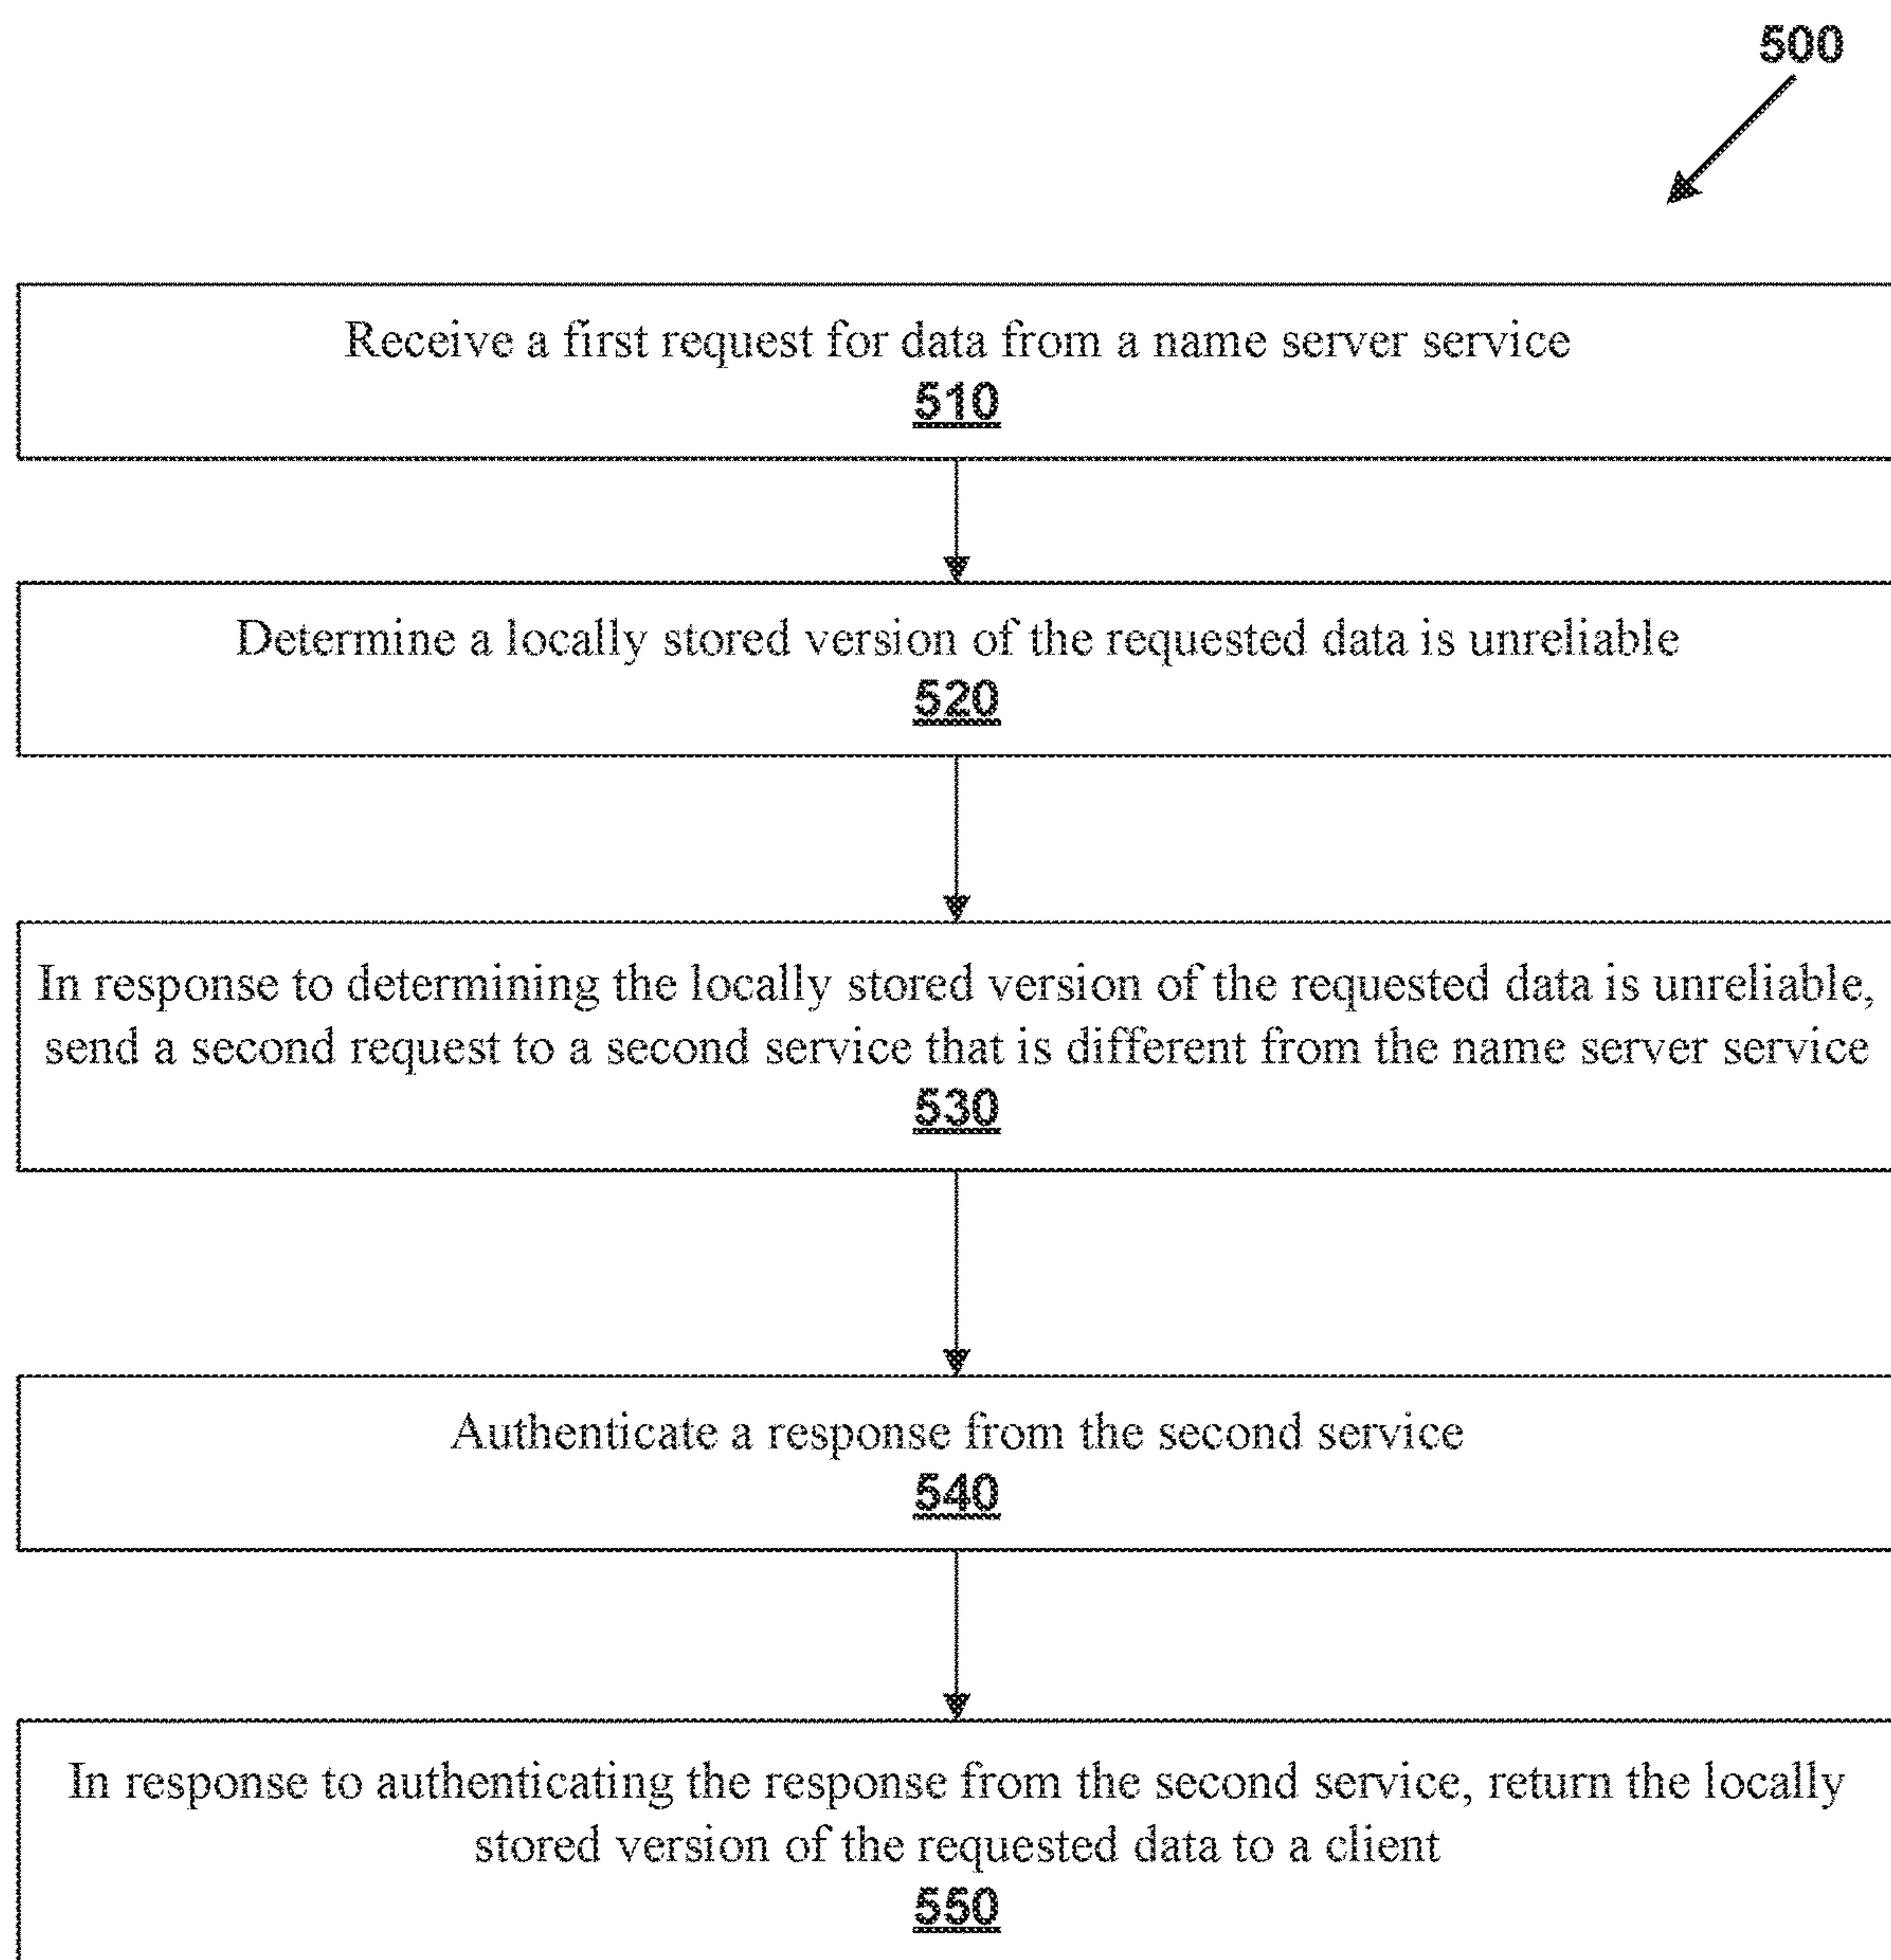 500
Receive a first request for data from a name server service
510
Determine a locally stored version of the requested data is unreliable
520
In response to determining the locally stored version of the requested data is unreliable,
send a second request to a second service that is different from the name server service
530
Authenticate a response from the second service
540
In response to authenticating the response from the second service, return the locally
stored version of the requested data to a client
550